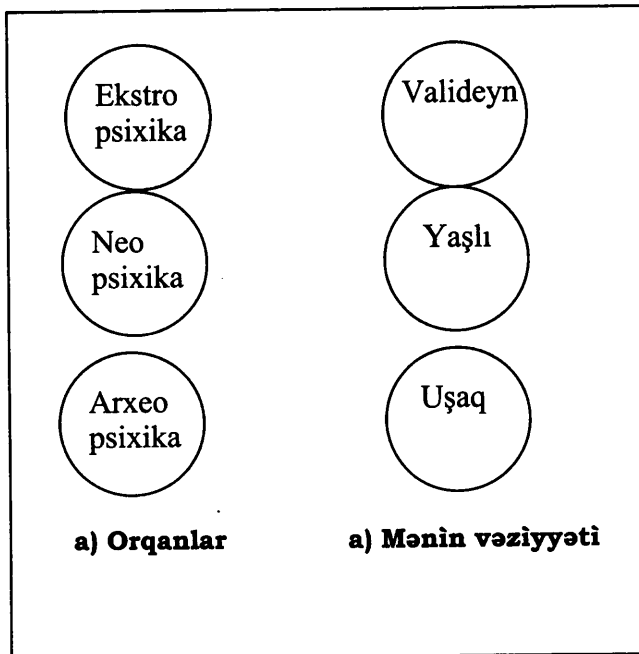 Ekstro
psixika
Neo
psixika
Arxeo
psixika
a) Orqanlar
Valideyn
Yaşlı
Uşaq
a) Mənin vəziyyəti